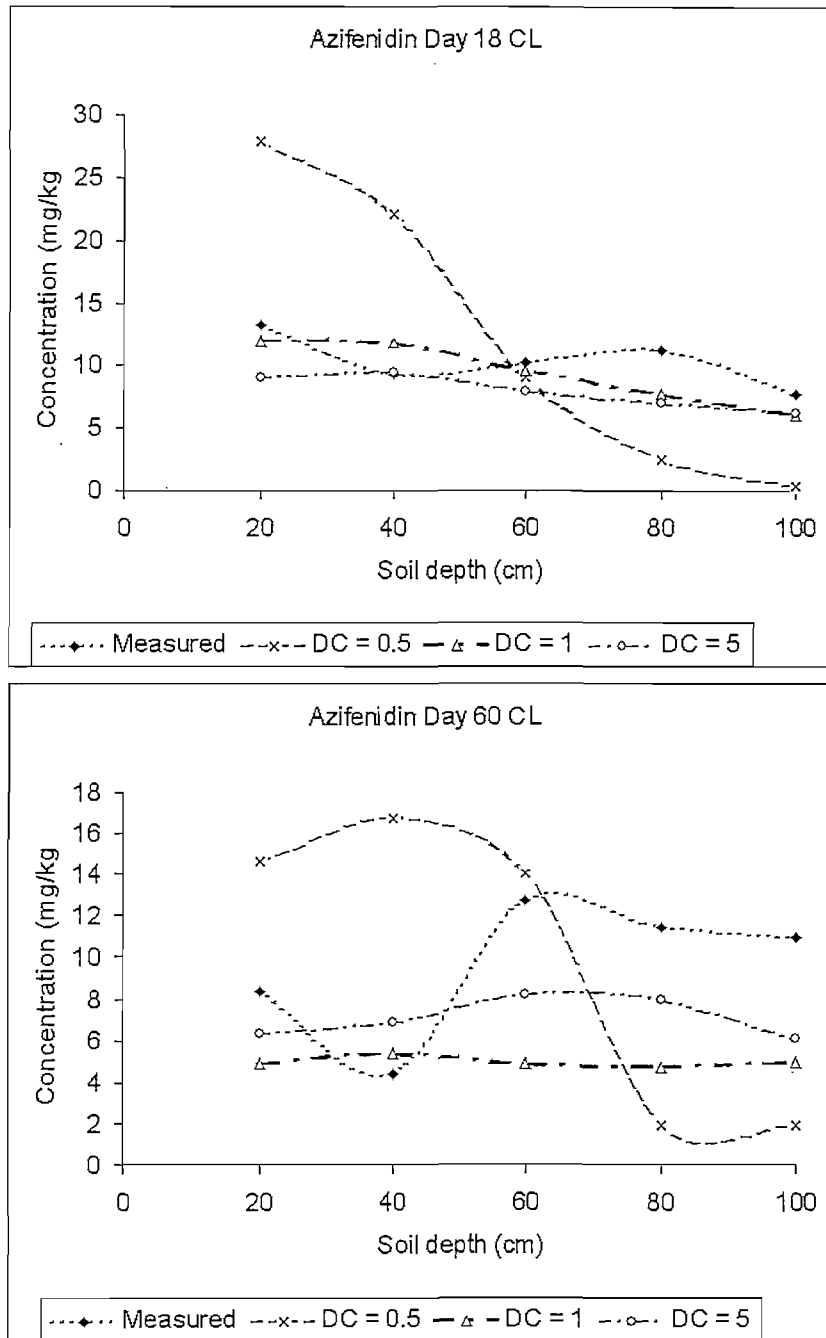 Azifenidin Day 18 CL
Concentration (mg/kg)
30
25
20
15
10
5
0
0 20 40 60 80 100
Soil depth (cm)
Measured DC = 0.5 DC = 1 DC = 5
Azifenidin Day 60 CL
Concentration (mg/kg)
18
16
14
12
10
8
6
4
2
0
0 20 40 60 80 100
Soil depth (cm)
Measured DC = 0.5 DC = 1 DC = 5